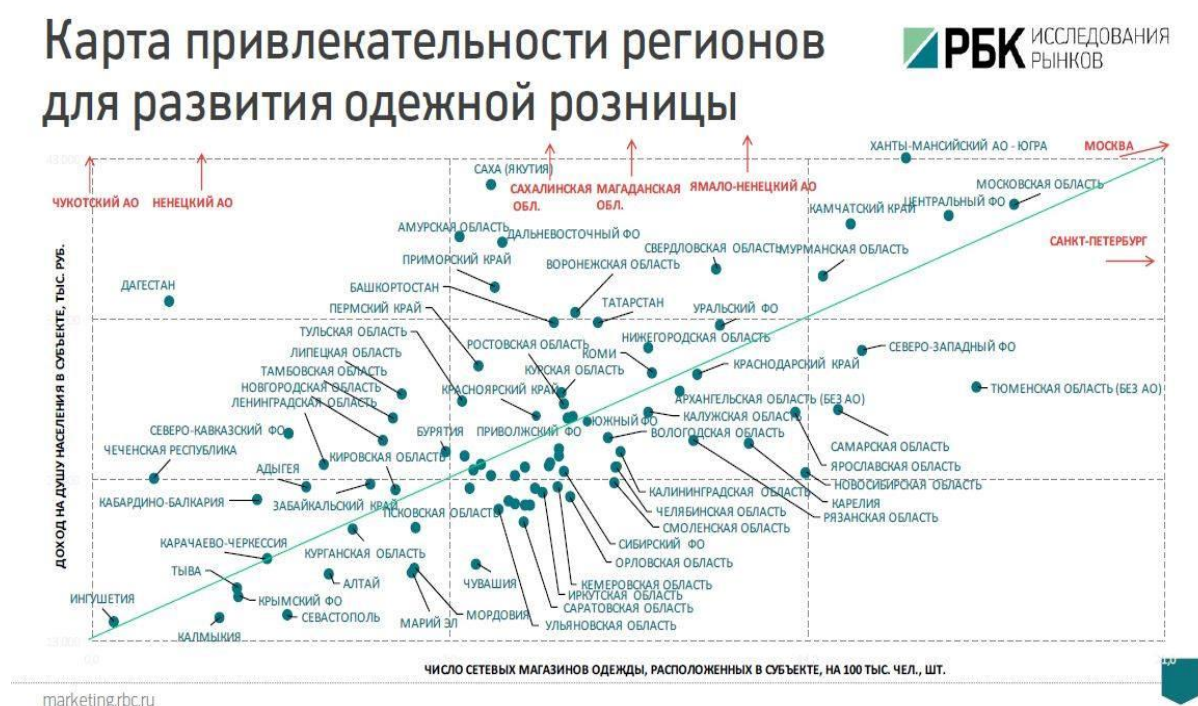 Карта привлекательности регионов
для развития одежной розницы
РБК ИССЛЕДОВАНИЯ
РЫНКОВ
ХАНТЫ-МАНСИЙСКИЙ АО - ЮГРА
МОСКВА
САХА (ЯКУТИЯ)
ЧУКОТСКИЙ АО
НЕНЕЦКИЙ АО
САХАЛИНСКАЯ
ОБЛ.
МАГАДАНСКАЯ
ОБЛ.
ЯМАЛО-НЕНЕЦКИЙ АО
МОСКОВСКАЯ ОБЛАСТЬ
КАМЧАТСКИЙ КРАЙ
ЦЕНТРАЛЬНЫЙ ФО
АМУРСКАЯ ОБЛАСТЬ
ДАЛЬНЕВОСТОЧНЫЙ ФО
СВЕРДЛОВСКАЯ ОБЛАСТЬ
МУРМАНСКАЯ ОБЛАСТЬ
САНКТ-ПЕТЕРБУРГ
ПРИМОРСКИЙ КРАЙ
ВОРОНЕЖСКАЯ ОБЛАСТЬ
ДАГЕСТАН
БАШКОРТОСТАН
ПЕРМСКИЙ КРАЙ
ТАТАРСТАН
УРАЛЬСКИЙ ФО
ТУЛЬСКАЯ ОБЛАСТЬ
НИЖЕГОРОДСКАЯ ОБЛАСТЬ
РОСТОВСКАЯ ОБЛАСТЬ
СЕВЕРО-ЗАПАДНЫЙ ФО
ЛИПЕЦКАЯ ОБЛАСТЬ
КОМИ
КРАСНОДАРСКИЙ КРАЙ
ТАМБОВСКАЯ ОБЛАСТЬ
КУРСКАЯ ОБЛАСТЬ
НОВГОРОДСКАЯ ОБЛАСТЬ
КРАСНОЯРСКИЙ КРАЙ
ТЮМЕНСКАЯ ОБЛАСТЬ (БЕЗ АО)
ЛЕНИНГРАДСКАЯ ОБЛАСТЬ
АРХАНГЕЛЬСКАЯ ОБЛАСТЬ (БЕЗ АО)
КАЛУЖСКАЯ ОБЛАСТЬ
ЮЖНЫЙ ФО
СЕВЕРО-КАВКАЗСКИЙ ФО
БУРЯТИЯ
ПРИВОЛЖСКИЙ ФО
ВОЛОГОДСКАЯ ОБЛАСТЬ
САМАРСКАЯ ОБЛАСТЬ
ЧЕЧЕНСКАЯ РЕСПУБЛИКА
КИРОВСКАЯ ОБЛАСТЬ
ЯРОСЛАВСКАЯ ОБЛАСТЬ
АДЫГЕЯ
НОВОСИБИРСКАЯ ОБЛАСТЬ
КАЛИНИНГРАДСКАЯ ОБЛАСТЬ
КАБАРДИНО-БАЛКАРИЯ
ЗАБАЙКАЛЬСКИЙ КРАЙ
КАРЕЛИЯ
ПСКОВСКАЯ ОБЛАСТЬ
ЧЕЛЯБИНСКАЯ ОБЛАСТЬ
РЯЗАНСКАЯ ОБЛАСТЬ
СМОЛЕНСКАЯ ОБЛАСТЬ
КАРАЧАЕВО-ЧЕРКЕССИЯ
СИБИРСКИЙ ФО
КУРГАНСКАЯ ОБЛАСТЬ
ОРЛОВСКАЯ ОБЛАСТЬ
ТЫВА
АЛТАЙ
ЧУВАШИЯ
КЕМЕРОВСКАЯ ОБЛАСТЬ
ИРКУТСКАЯ ОБЛАСТЬ
ИНГУШЕТИЯ
КРЫМСКИЙ ФО
САРАТОВСКАЯ ОБЛАСТЬ
СЕВАСТОПОЛЬ
МОРДОВИЯ
МАРИЙ ЭЛ
УЛЬЯНОВСКАЯ ОБЛАСТЬ
КАЛМЫКИЯ
ДОХОД НА ДУШУ НАСЕЛЕНИЯ В СУБЪЕКТЕ, ТЫС. РУБ.
ЧИСЛО СЕТЕВЫХ МАГАЗИНОВ ОДЕЖДЫ, РАСПОЛОЖЕННЫХ В СУБЪЕКТЕ, НА 100 ТЫС. ЧЕЛ., ШТ.
marketing.rbc.ru